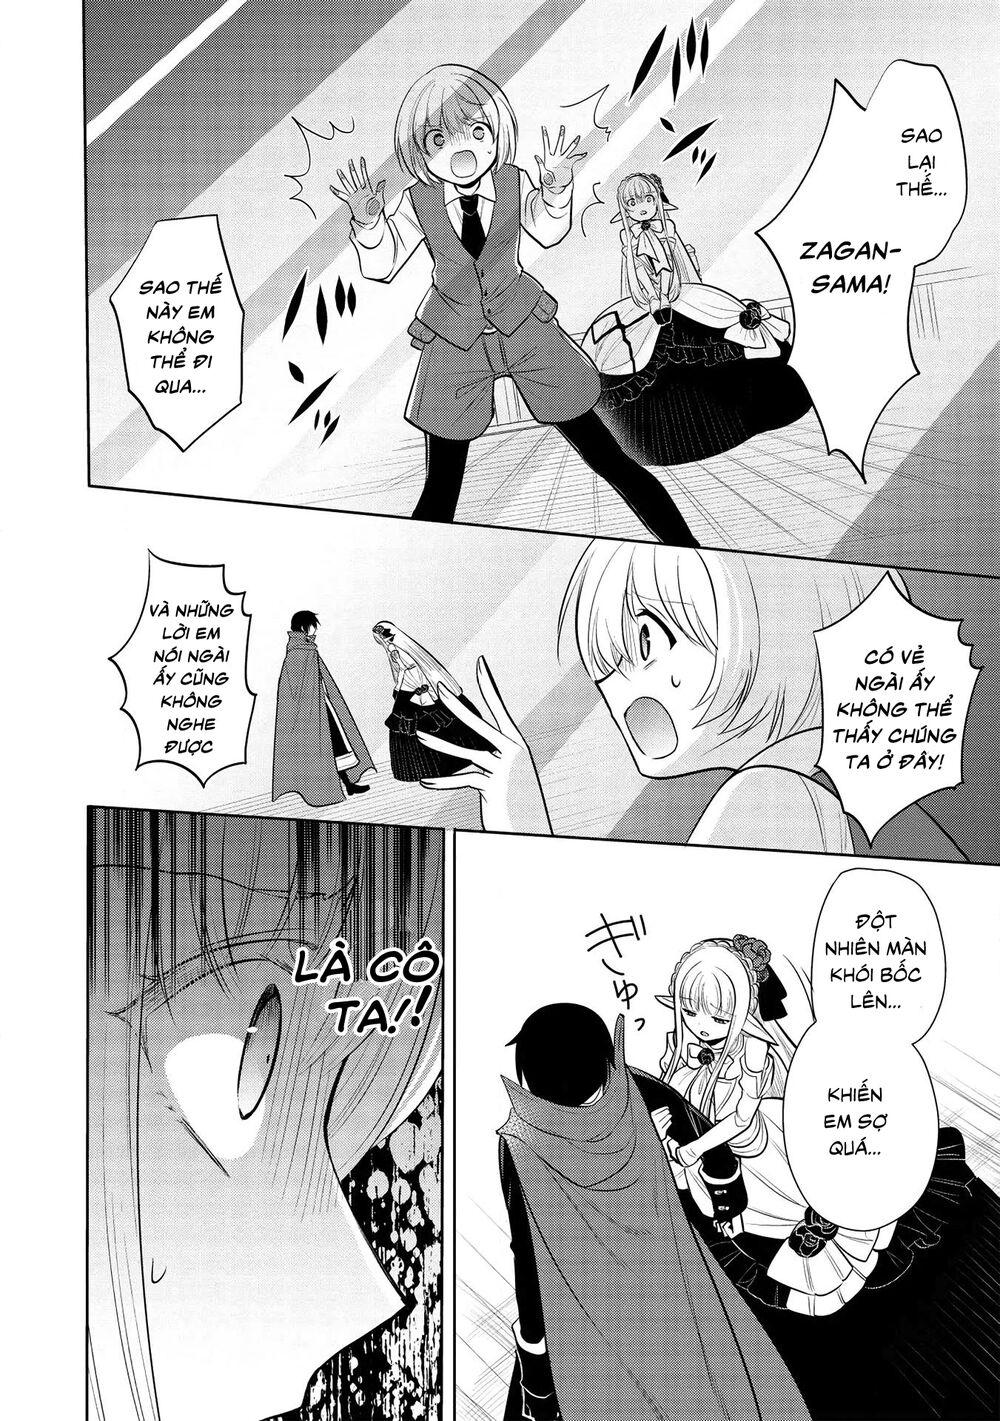 SAO
LẠI
THẾ...
ZAGAN-
SAMA!
SAO THẾ
NÀY EM
KHÔNG
THỂ ĐI
QUA...
CÓ VẺ
NGÀI ẤY
KHÔNG THỂ
THẤY CHÚNG
TA Ở ĐÂY!
VÀ NHỮNG
LỜI EM
NÓI NGÀI
ẤY CŨNG
KHÔNG
NGHE
ĐƯỢC
ĐỘT
NHIÊN MÀN
KHÓI BỐC
LÊN...
KHIẾN
EM SỢ
QUÁ...
ぎゅっ
LÀ CÔ
TA!!